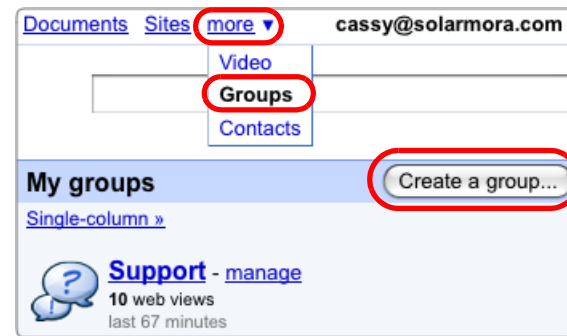 Documents Sites more ▼ cassy@solarmora.com
Video
Groups
Contacts
My groups Create a group...
Single-column »
? Support - manage
10 web views
last 67 minutes